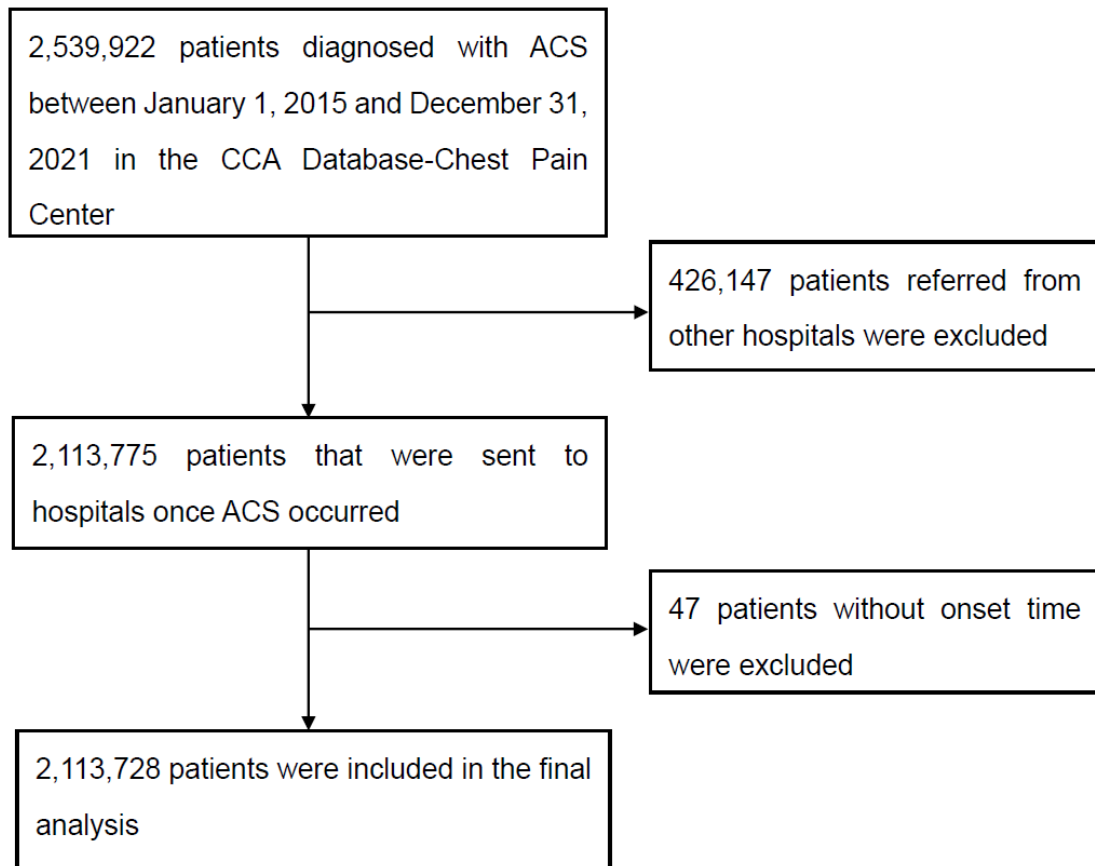 2,539,922 patients diagnosed with ACS
between January 1, 2015 and December 31,
2021 in the CCA Database-Chest Pain
Center
426,147 patients referred from
other hospitals were excluded
2,113,775 patients that were sent to
hospitals once ACS occurred
47 patients without onset time
were excluded
2,113,728 patients were included in the final
analysis